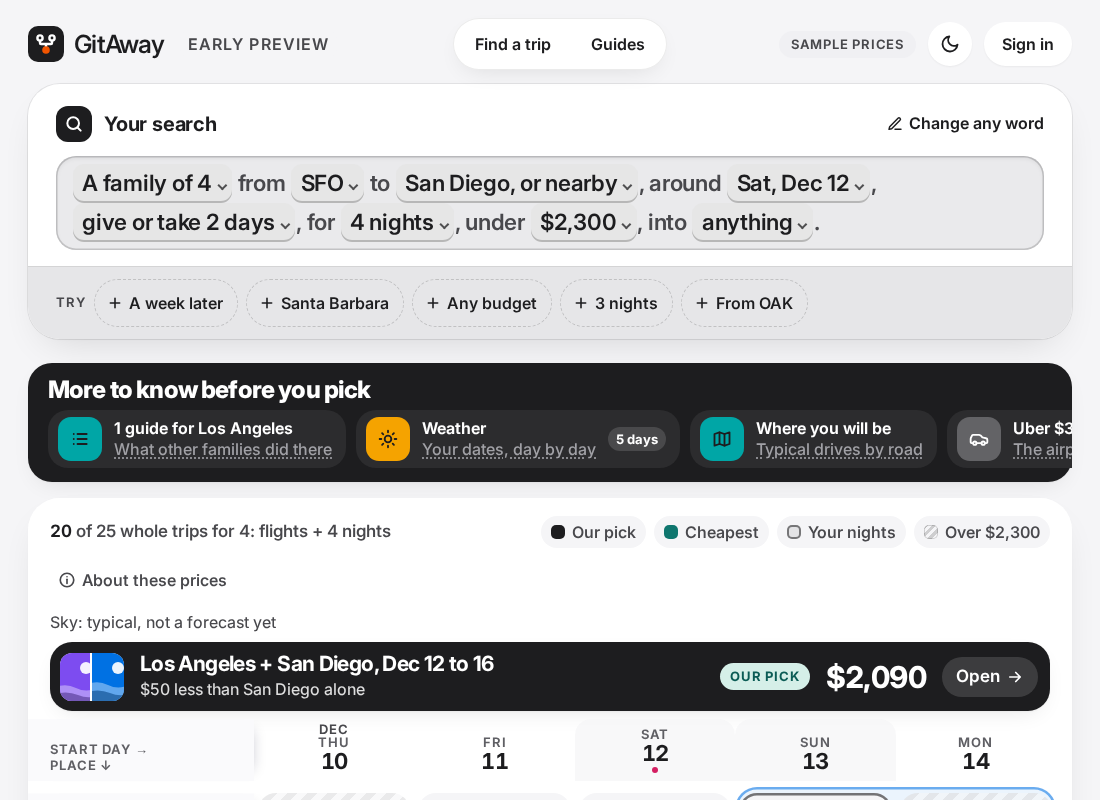 GitAway EARLY PREVIEW Find a trip Guides SAMPLE PRICES Sign in
Your search Change any word
A family of 4 from SFO to San Diego, or nearby, around Sat, Dec 12,
give or take 2 days, for 4 nights, under $2,300, into anything.
TRY + A week later + Santa Barbara + Any budget + 3 nights + From OAK
More to know before you pick
1 guide for Los Angeles
What other families did there
Weather
Your dates, day by day
5 days
Where you will be
Typical drives by road
Uber $3
The airp
20 of 25 whole trips for 4: flights + 4 nights Our pick Cheapest Your nights Over $2,300
About these prices
Sky: typical, not a forecast yet
Los Angeles + San Diego, Dec 12 to 16
$50 less than San Diego alone
OUR PICK $2,090 Open →
START DAY →
PLACE ↓
DEC
THU
10
FRI
11
SAT
12
SUN
13
MON
14